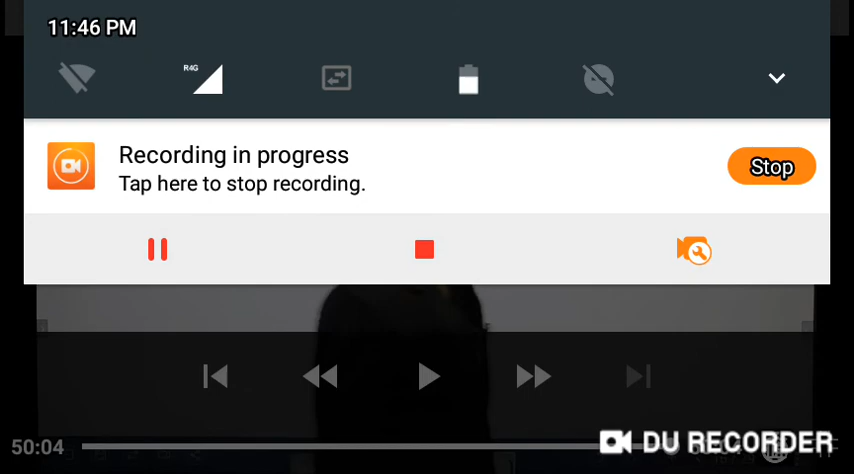 11:46 PM
R4G
Recording in progress
Tap here to stop recording.
Stop
50:04
DU RECORDER